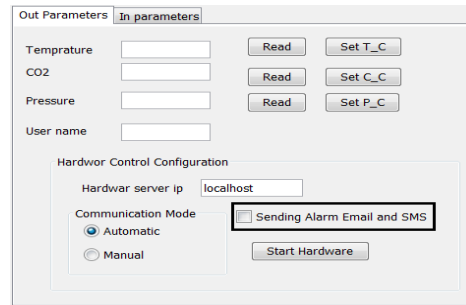 Out Parameters In parameters
Temprature Read Set T_C
CO2 Read Set C_C
Pressure Read Set P_C
User name
Hardwor Control Configuration
Hardwar server ip localhost
Communication Mode
Sending Alarm Email and SMS
Automatic
Manual
Start Hardware